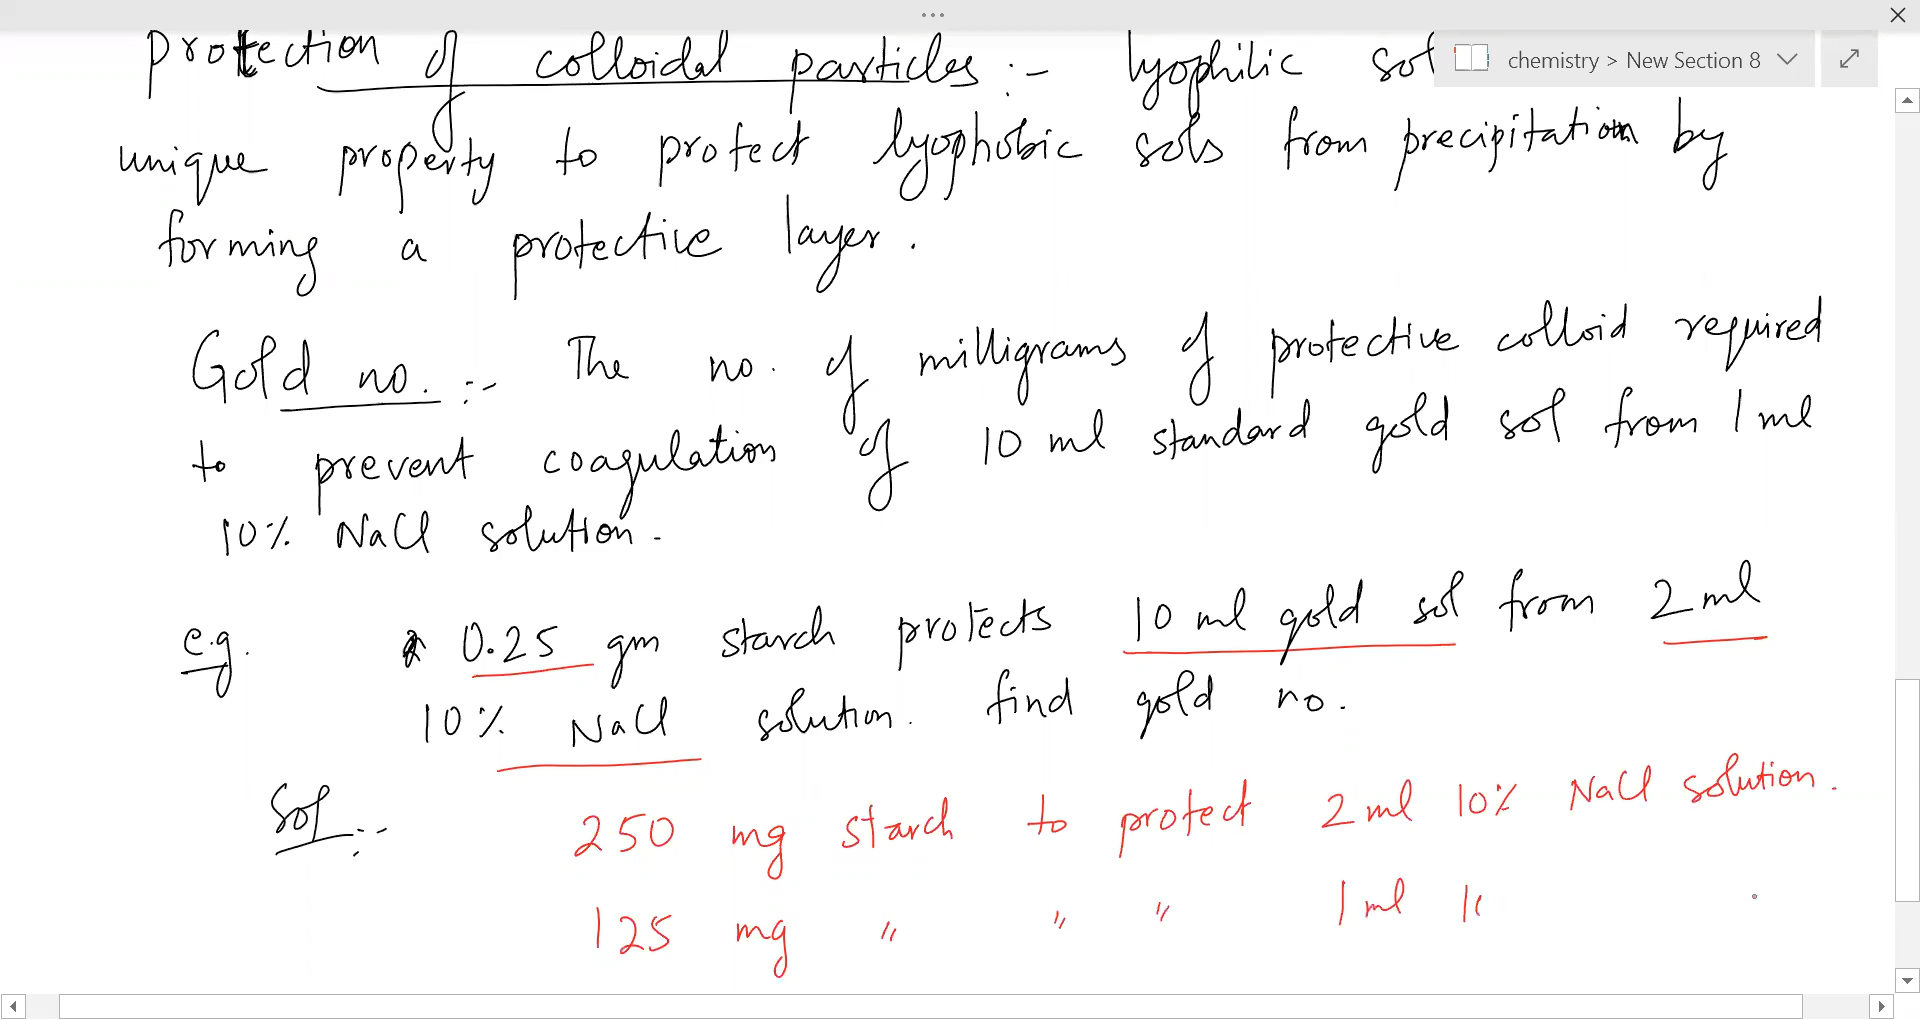 chemistry > New Section 8
protection of colloidal particles :- lyophilic sol
unique property to protect lyophobic sols from precipitation by
forming a protective layer.
Gold no. :- The no. of milligrams of protective colloid required
to prevent coagulation of 10 ml standard gold sol from 1 ml
10% NaCl solution.
e.g. 0.25 gm starch protects 10 ml gold sol from 2 ml
10% NaCl solution. find gold no.
Sol :- 250 mg starch to protect 2 ml 10% NaCl solution.
125 mg " " " 1 ml